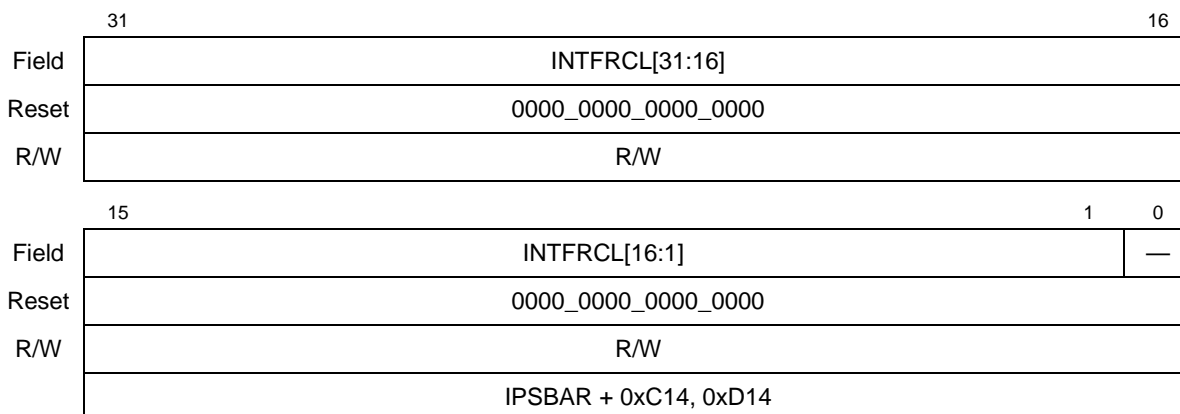 31 16
Field INTFRCL[31:16]
Reset 0000_0000_0000_0000
R/W R/W
15 1 0
Field INTFRCL[16:1] —
Reset 0000_0000_0000_0000
R/W R/W
IPSBAR + 0xC14, 0xD14